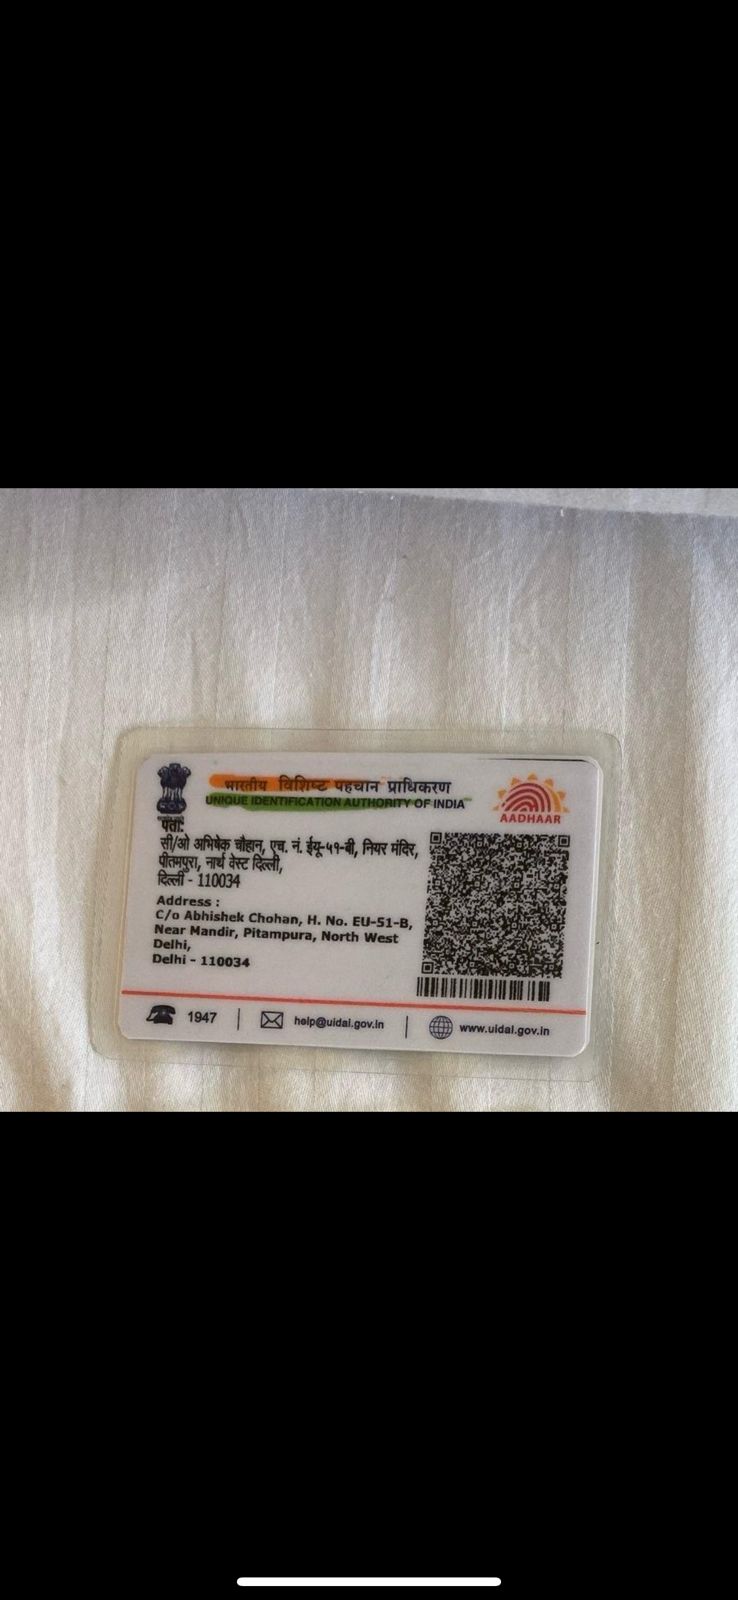 भारतीय विशिष्ट पहचान प्राधिकरण
UNIQUE IDENTIFICATION AUTHORITY OF INDIA
AADHAAR
पता:
सी/ओ अभिषेक चौहान, एच. नं. ईयू-५१-बी, नियर मंदिर,
पीतमपुरा, नार्थ वेस्ट दिल्ली,
दिल्ली - 110034
Address :
C/o Abhishek Chohan, H. No. EU-51-B,
Near Mandir, Pitampura, North West
Delhi,
Delhi - 110034
1947
help@uidai.gov.in
www.uidai.gov.in